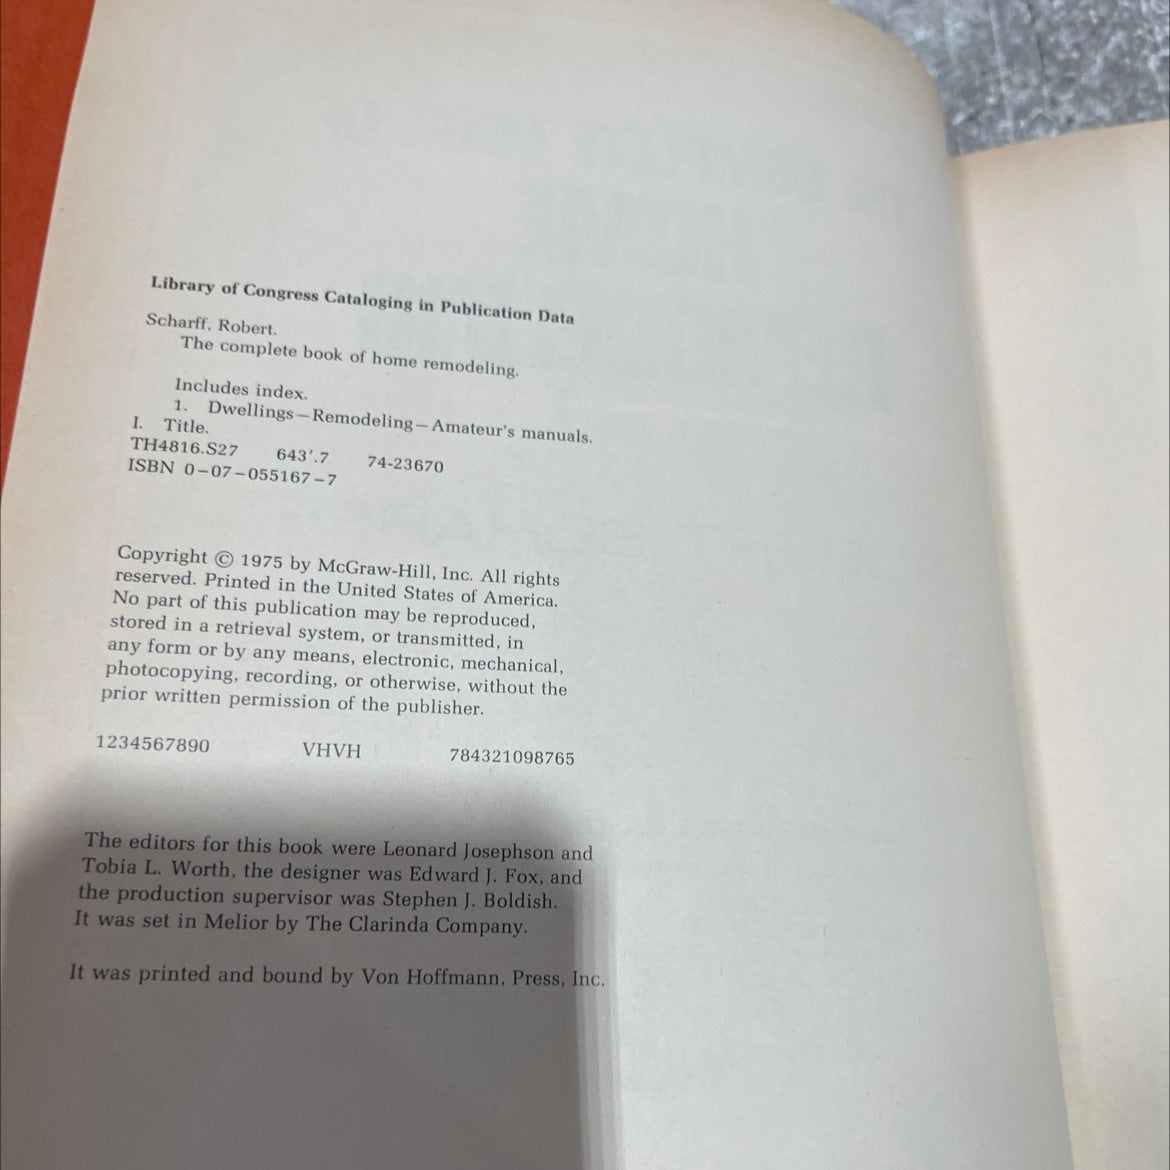 Library of Congress Cataloging in Publication Data
Scharff, Robert.
The complete book of home remodeling.
Includes index.
1. Dwellings—Remodeling—Amateur's manuals.
I. Title.
TH4816.S27 643'.7 74-23670
ISBN 0-07-055167-7
Copyright © 1975 by McGraw-Hill, Inc. All rights
reserved. Printed in the United States of America.
No part of this publication may be reproduced,
stored in a retrieval system, or transmitted, in
any form or by any means, electronic, mechanical,
photocopying, recording, or otherwise, without the
prior written permission of the publisher.
1234567890 VHVH 784321098765
The editors for this book were Leonard Josephson and
Tobia L. Worth, the designer was Edward J. Fox, and
the production supervisor was Stephen J. Boldish.
It was set in Melior by The Clarinda Company.
It was printed and bound by Von Hoffmann, Press, Inc.